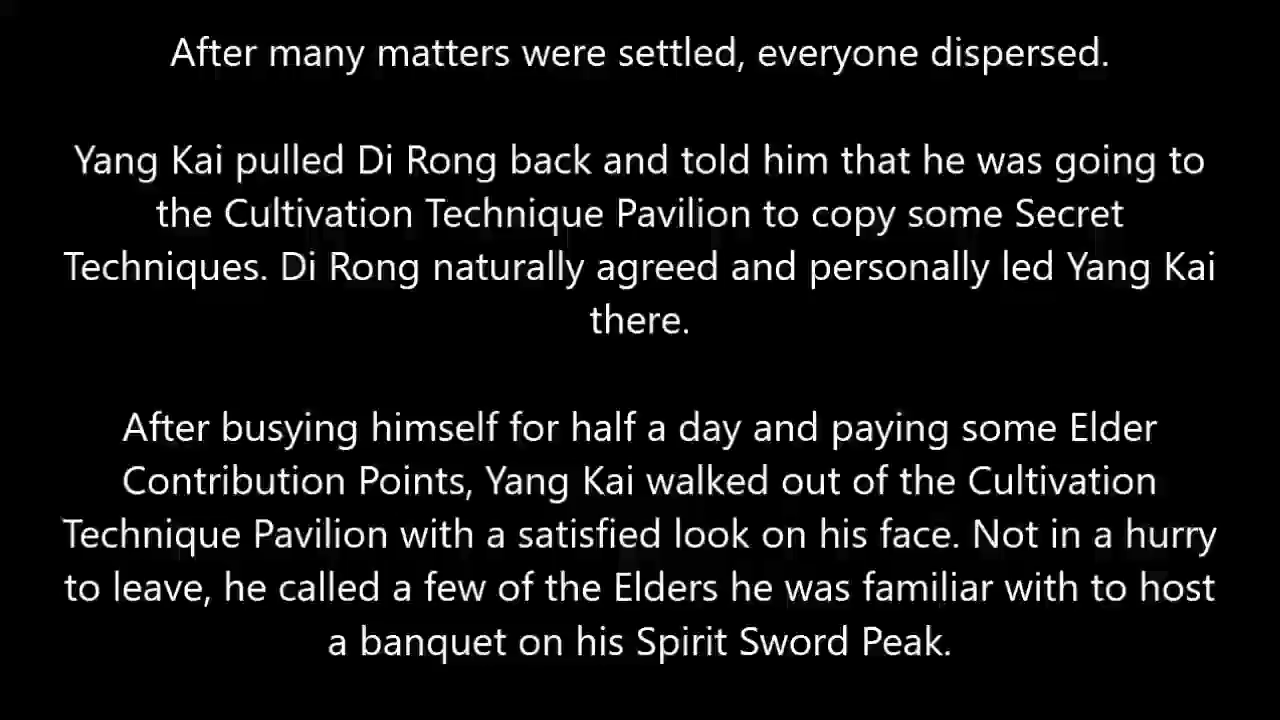 After many matters were settled, everyone dispersed.
Yang Kai pulled Di Rong back and told him that he was going to
the Cultivation Technique Pavilion to copy some Secret
Techniques. Di Rong naturally agreed and personally led Yang Kai
there.
After busying himself for half a day and paying some Elder
Contribution Points, Yang Kai walked out of the Cultivation
Technique Pavilion with a satisfied look on his face. Not in a hurry
to leave, he called a few of the Elders he was familiar with to host
a banquet on his Spirit Sword Peak.